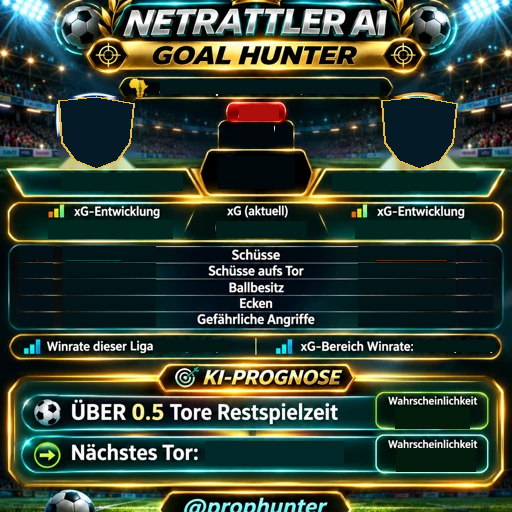 NETRATTLER AI
GOAL HUNTER
xG-Entwicklung
xG (aktuell)
xG-Entwicklung
Schüsse
Schüsse aufs Tor
Ballbesitz
Ecken
Gefährliche Angriffe
Winrate dieser Liga
xG-Bereich Winrate:
KI-PROGNOSE
ÜBER 0.5 Tore Restspielzeit
Wahrscheinlichkeit
Nächstes Tor:
Wahrscheinlichkeit
@prophunter